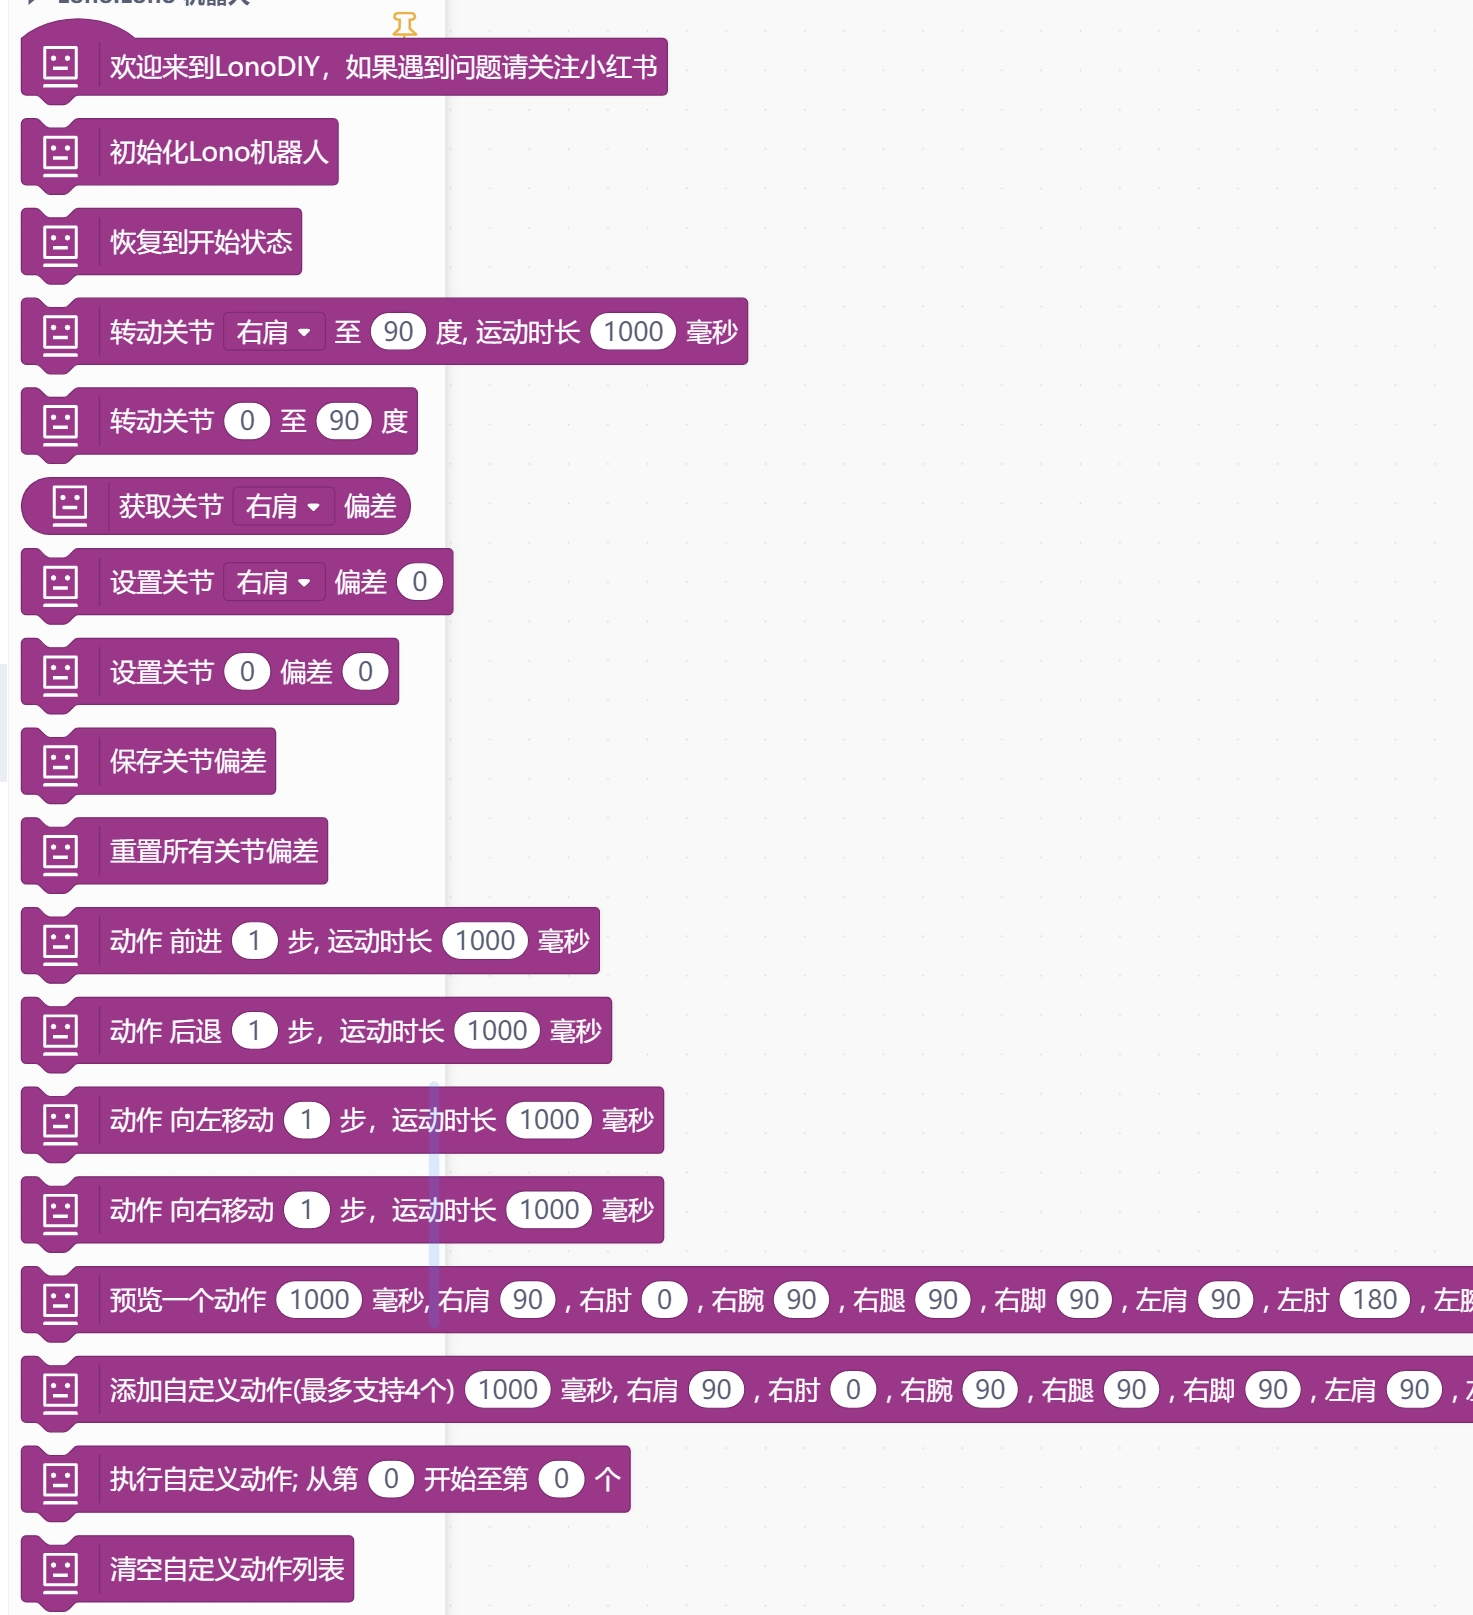 欢迎来到LonoDIY，如果遇到问题请关注小红书
初始化Lono机器人
恢复到开始状态
转动关节 右肩 至 90 度, 运动时长 1000 毫秒
转动关节 0 至 90 度
获取关节 右肩 偏差
设置关节 右肩 偏差 0
设置关节 0 偏差 0
保存关节偏差
重置所有关节偏差
动作 前进 1 步, 运动时长 1000 毫秒
动作 后退 1 步，运动时长 1000 毫秒
动作 向左移动 1 步，运动时长 1000 毫秒
动作 向右移动 1 步，运动时长 1000 毫秒
预览一个动作 1000 毫秒, 右肩 90 , 右肘 0 , 右腕 90 , 右腿 90 , 右脚 90 , 左肩 90 , 左肘 180 , 左
添加自定义动作(最多支持4个) 1000 毫秒, 右肩 90 , 右肘 0 , 右腕 90 , 右腿 90 , 右脚 90 , 左肩 90 ,
执行自定义动作; 从第 0 开始至第 0 个
清空自定义动作列表